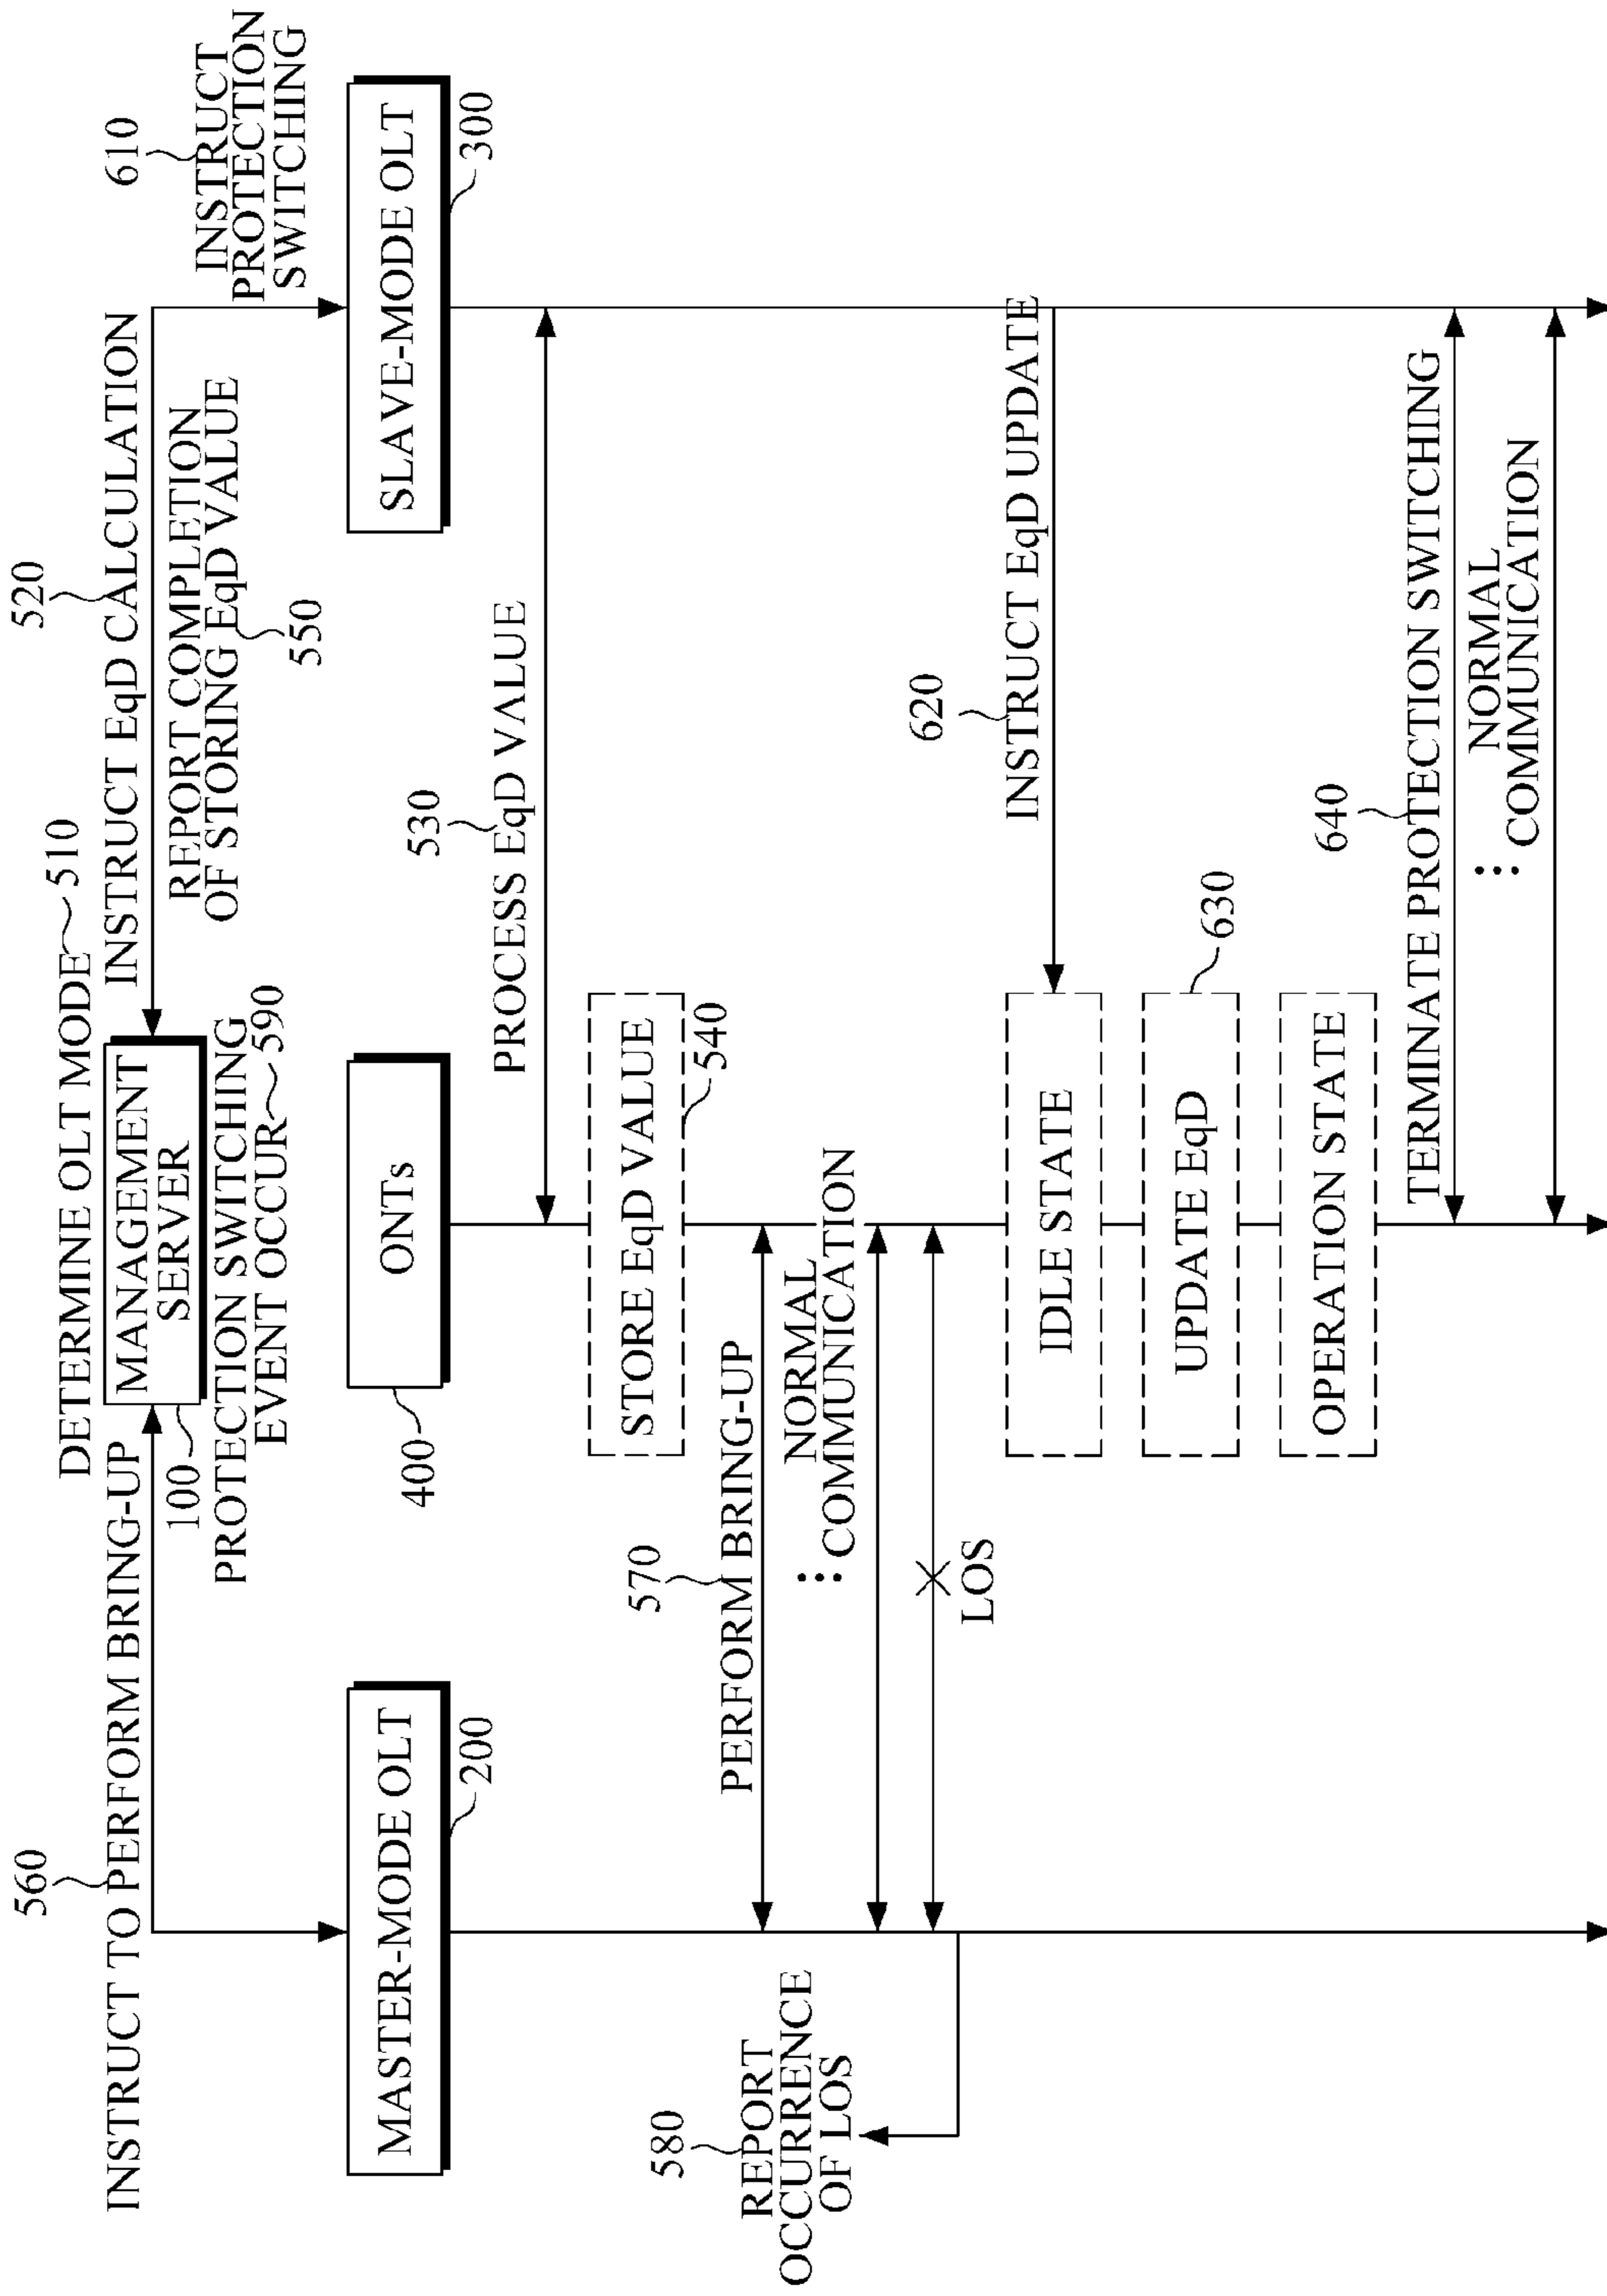 DETERMINE OLT MODE 510
560
INSTRUCT TO PERFORM BRING-UP
MANAGEMENT
SERVER
100
520
INSTRUCT EqD CALCULATION
REPORT COMPLETION
OF STORING EqD VALUE
550
610
INSTRUCT
PROTECTION
SWITCHING
PROTECTION SWITCHING
EVENT OCCUR 590
MASTER-MODE OLT
200
ONTs
400
SLAVE-MODE OLT
300
530
PROCESS EqD VALUE
STORE EqD VALUE
540
570
PERFORM BRING-UP
NORMAL
COMMUNICATION
LOS
580
REPORT
OCCURRENCE
OF LOS
620
INSTRUCT EqD UPDATE
IDLE STATE
UPDATE EqD
630
OPERATION STATE
640
TERMINATE PROTECTION SWITCHING
NORMAL
COMMUNICATION